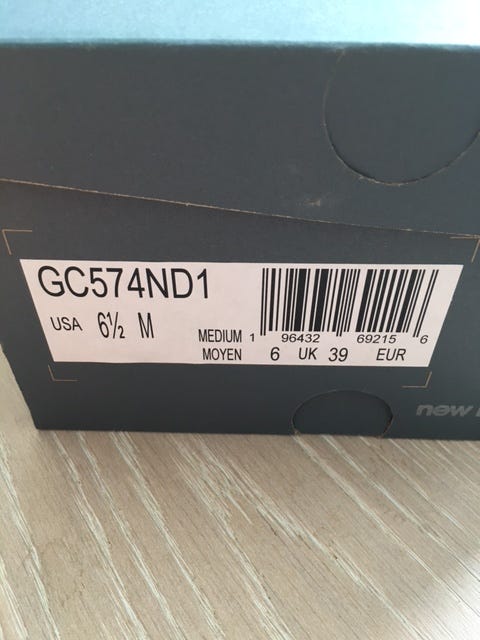 GC574ND1
USA 6½ M
MEDIUM
MOYEN
1 96432 69215 6
6 UK 39 EUR
new